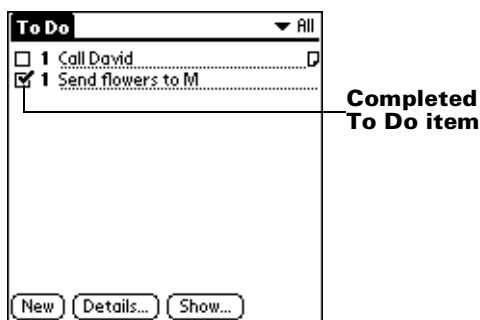 To Do All
1 Call David
1 Send flowers to M
Completed
To Do item
New Details... Show...